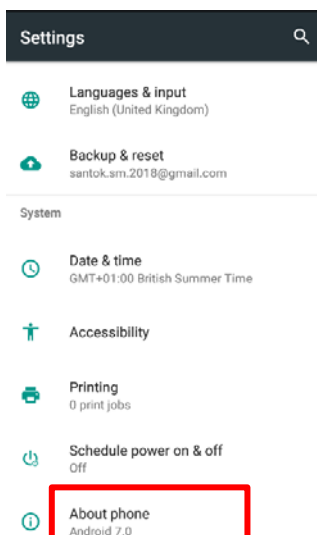 Settings
Languages & input
English (United Kingdom)
Backup & reset
santok.sm.2018@gmail.com
System
Date & time
GMT+01:00 British Summer Time
Accessibility
Printing
0 print jobs
Schedule power on & off
Off
About phone
Android 7.0